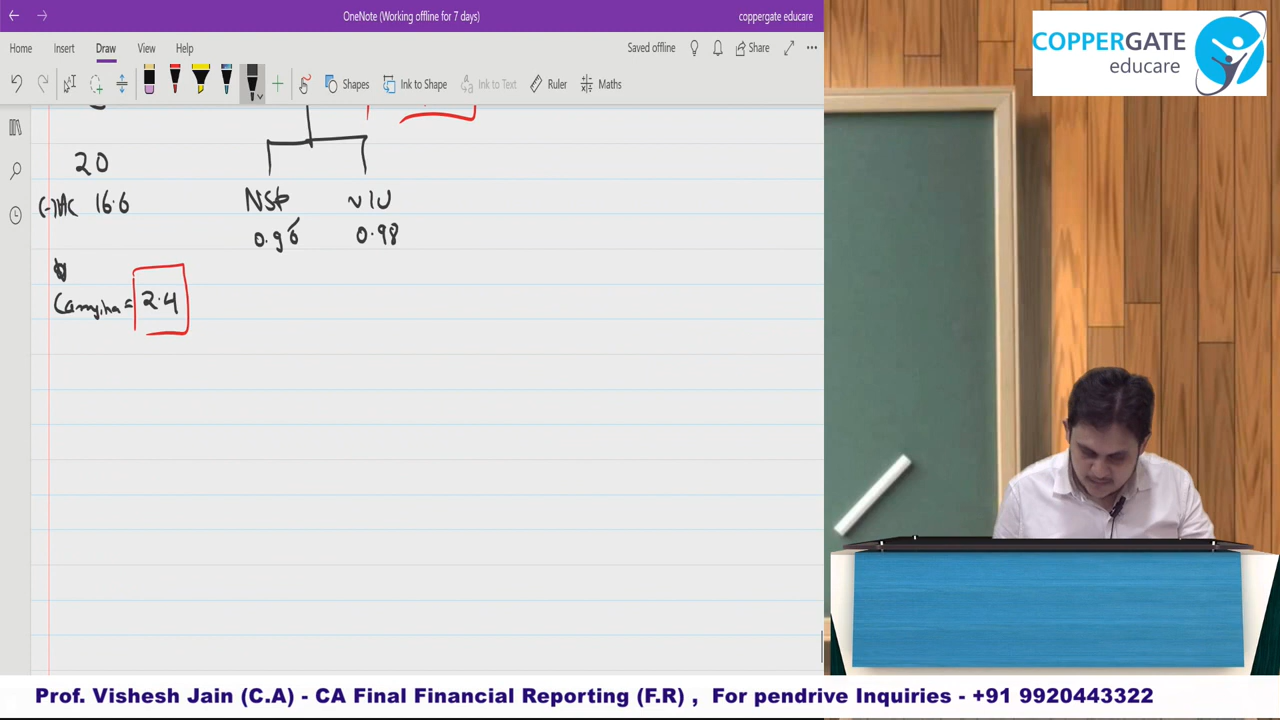 OneNote (Working offline for 7 days)
coppergate educare
Home Insert Draw View Help
Saved offline Share
Shapes Ink to Shape Ink to Text Ruler Maths
COPPERGATE
educare
20
(-) 16.6
NSP VIU
0.96 0.98
= 2.4
Prof. Vishesh Jain (C.A) - CA Final Financial Reporting (F.R) , For pendrive Inquiries - +91 9920443322